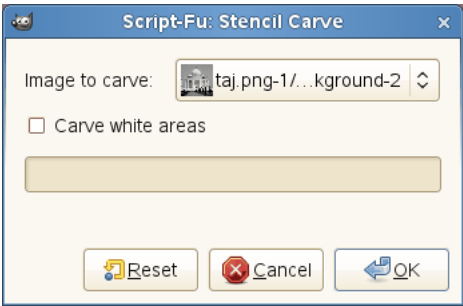 Script-Fu: Stencil Carve
Image to carve: taj.png-1/...kground-2
Carve white areas
Reset Cancel OK